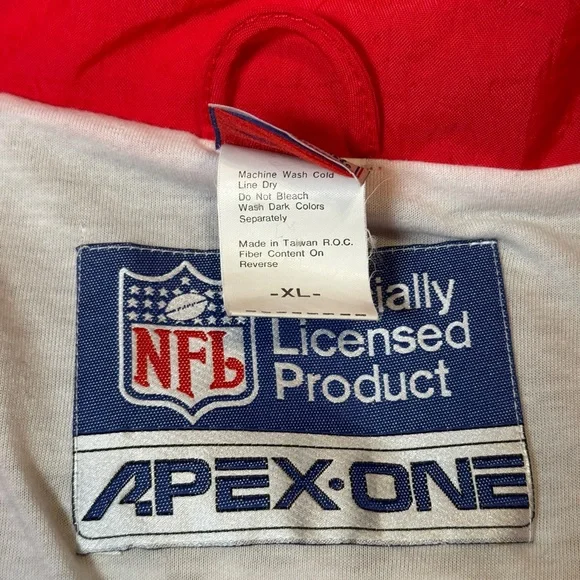 Machine Wash Cold
Line Dry
Do Not Bleach
Wash Dark Colors
Separately
Made in Taiwan R.O.C.
Fiber Content On
Reverse
-XL-
ially
Licensed
Product
NFL
APEX·ONE